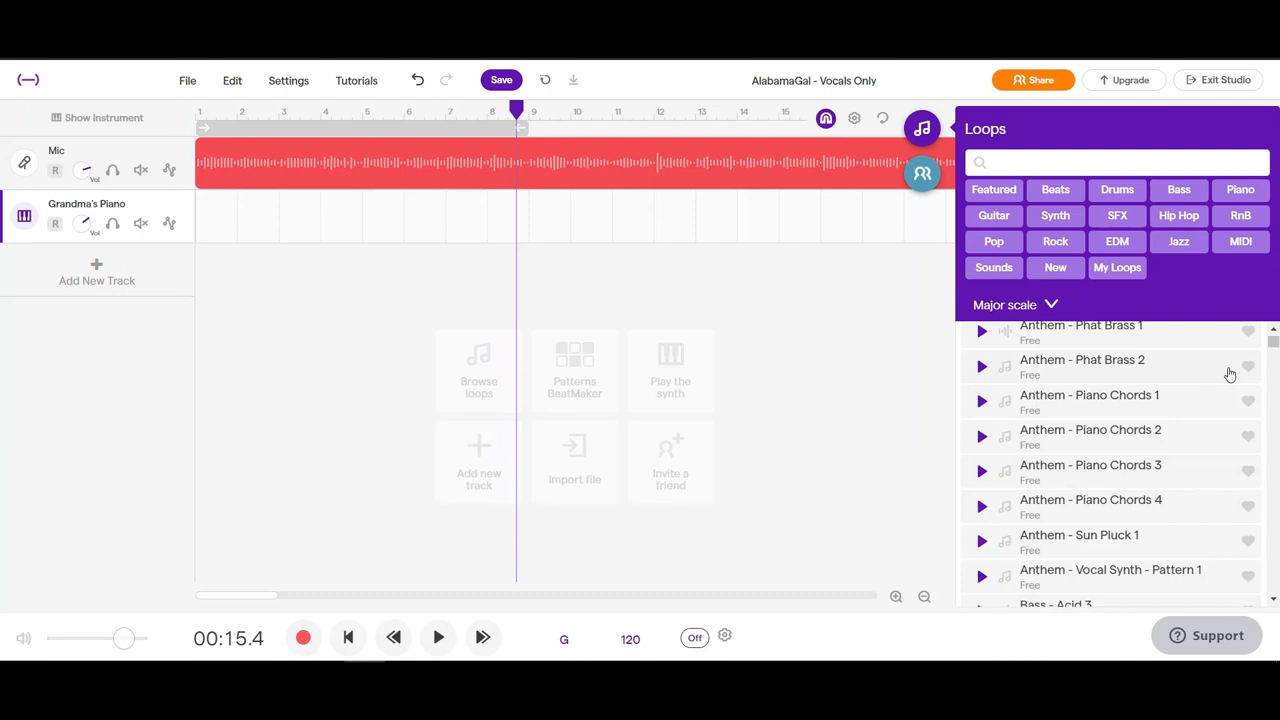 File Edit Settings Tutorials Save AlabamaGal - Vocals Only Share Upgrade Exit Studio
Show Instrument
1 2 3 4 5 6 7 8 9 10 11 12 13 14 15
Mic
R Vol
Grandma's Piano
R Vol
Add New Track
Browse loops
Patterns BeatMaker
Play the synth
Add new track
Import file
Invite a friend
Loops
Featured Beats Drums Bass Piano
Guitar Synth SFX Hip Hop RnB
Pop Rock EDM Jazz MIDI
Sounds New My Loops
Major scale
Anthem - Phat Brass 1
Free
Anthem - Phat Brass 2
Free
Anthem - Piano Chords 1
Free
Anthem - Piano Chords 2
Free
Anthem - Piano Chords 3
Free
Anthem - Piano Chords 4
Free
Anthem - Sun Pluck 1
Free
Anthem - Vocal Synth - Pattern 1
Free
Bass - Acid 3
00:15.4 G 120 Off Support